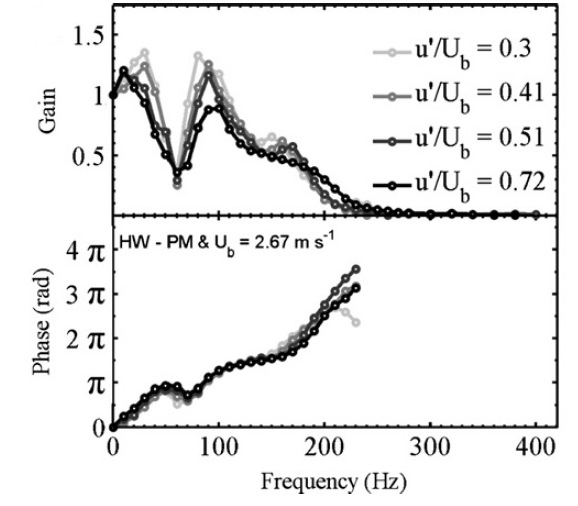 1.5
1
0.5
Gain
u'/U_b = 0.3
u'/U_b = 0.41
u'/U_b = 0.51
u'/U_b = 0.72
HW - PM & U_b = 2.67 m s⁻¹
4 π
3 π
2 π
π
0
Phase (rad)
0 100 200 300 400
Frequency (Hz)